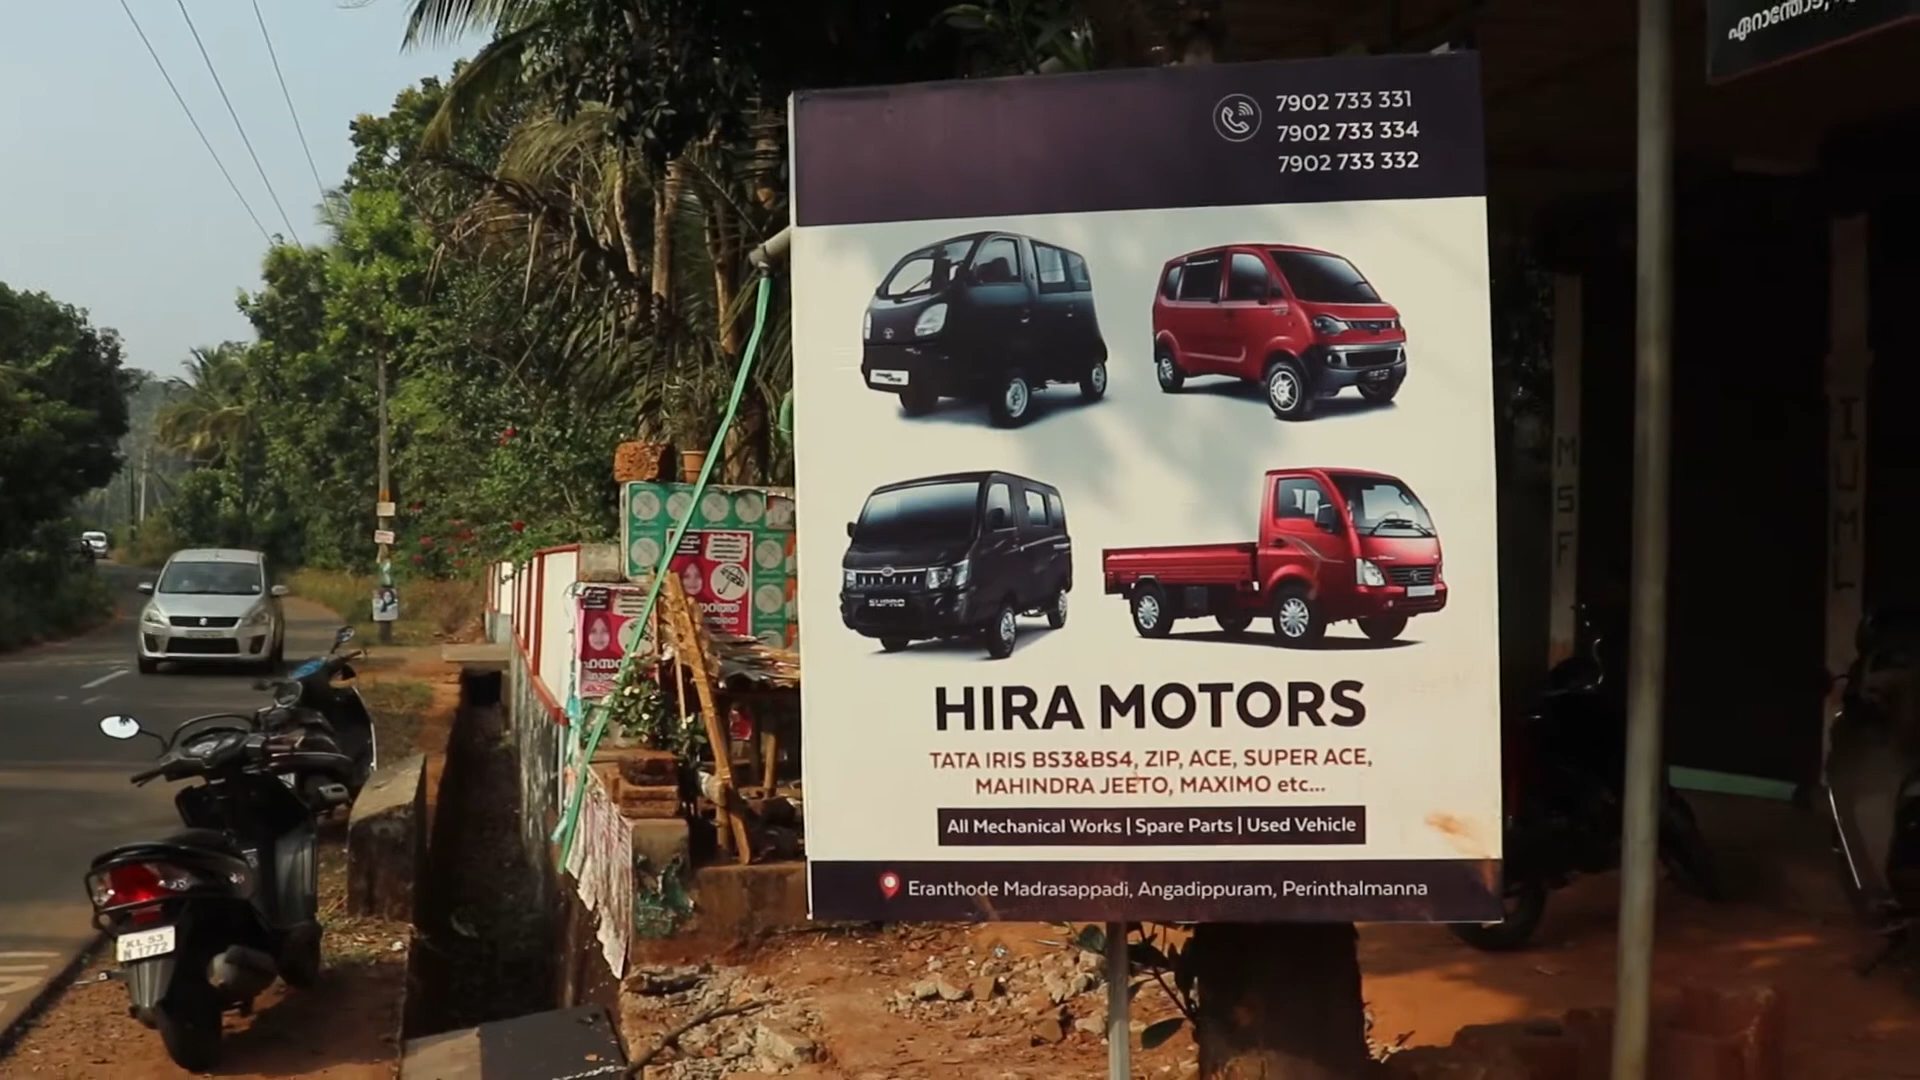 ഏറാന്തോട്,
7902 733 331
7902 733 334
7902 733 332
SUPRO
HIRA MOTORS
TATA IRIS BS3&BS4, ZIP, ACE, SUPER ACE,
MAHINDRA JEETO, MAXIMO etc...
All Mechanical Works | Spare Parts | Used Vehicle
Eranthode Madrasappadi, Angadippuram, Perinthalmanna
MSF
IUML
KL 53
N 1772